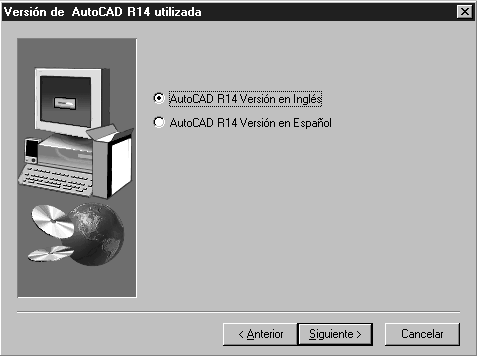 Versión de AutoCAD R14 utilizada
AutoCAD R14 Versión en Inglés
AutoCAD R14 Versión en Español
< Anterior
Siguiente >
Cancelar